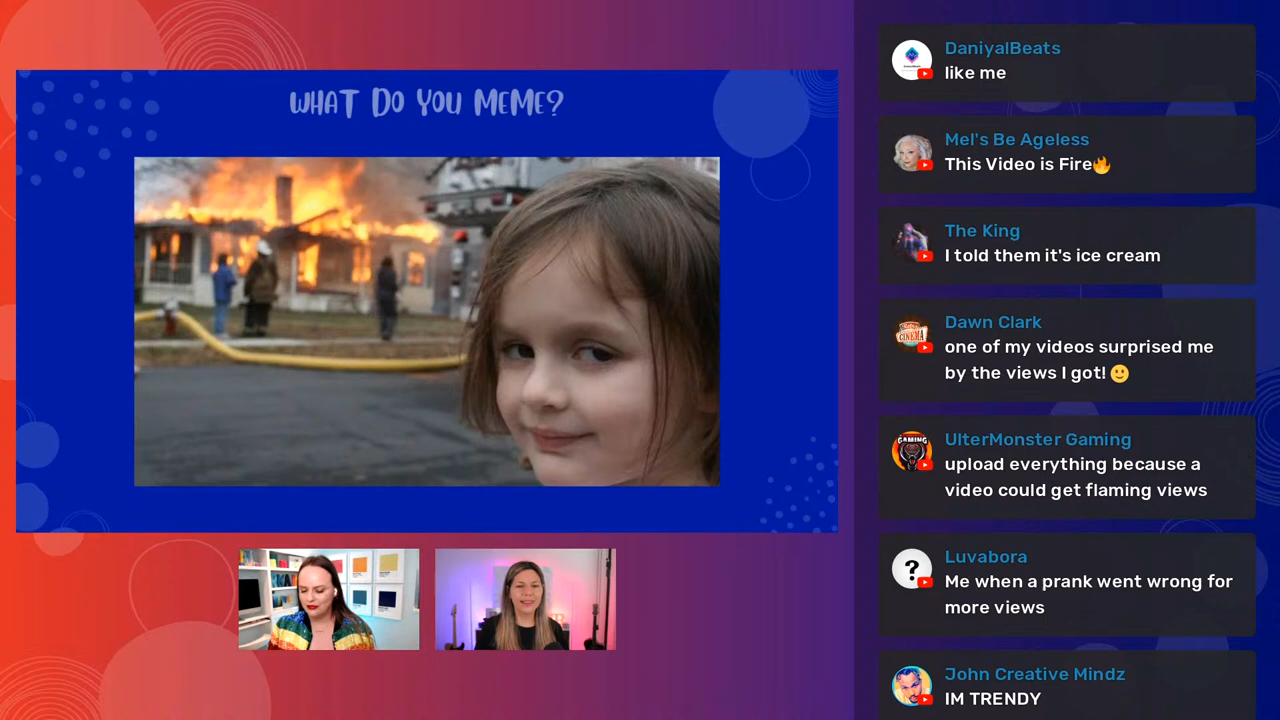 WHAT DO YOU MEME?
DaniyalBeats
like me
Mel's Be Ageless
This Video is Fire🔥
The King
I told them it's ice cream
Dawn Clark
one of my videos surprised me
by the views I got! 🙂
UlterMonster Gaming
upload everything because a
video could get flaming views
Luvabora
?
Me when a prank went wrong for
more views
John Creative Mindz
IM TRENDY
GAMING
CINEMA